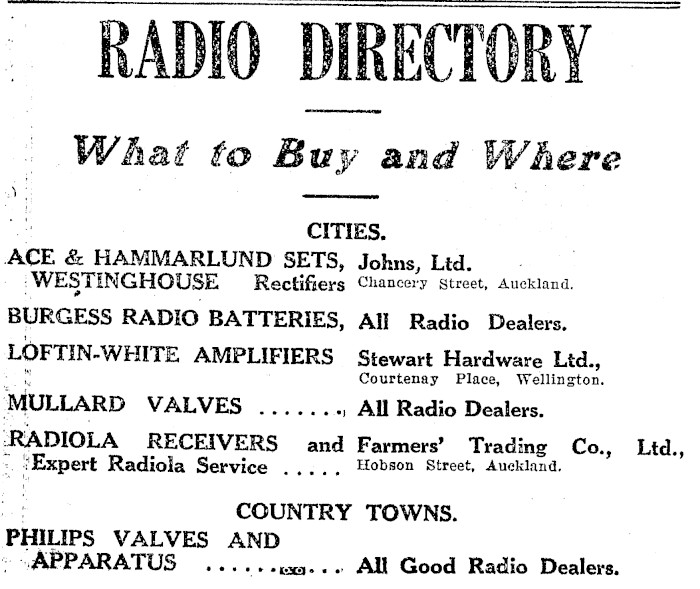 RADIO DIRECTORY
What to Buy and Where
CITIES.
ACE & HAMMARLUND SETS, Johns, Ltd.
WESTINGHOUSE Rectifiers Chancery Street, Auckland.
BURGESS RADIO BATTERIES, All Radio Dealers.
LOFTIN-WHITE AMPLIFIERS Stewart Hardware Ltd.,
Courtenay Place, Wellington.
MULLARD VALVES ......., All Radio Dealers.
RADIOLA RECEIVERS and Farmers' Trading Co., Ltd.,
Expert Radiola Service ..... Hobson Street, Auckland.
COUNTRY TOWNS.
PHILIPS VALVES AND
APPARATUS ........... All Good Radio Dealers.